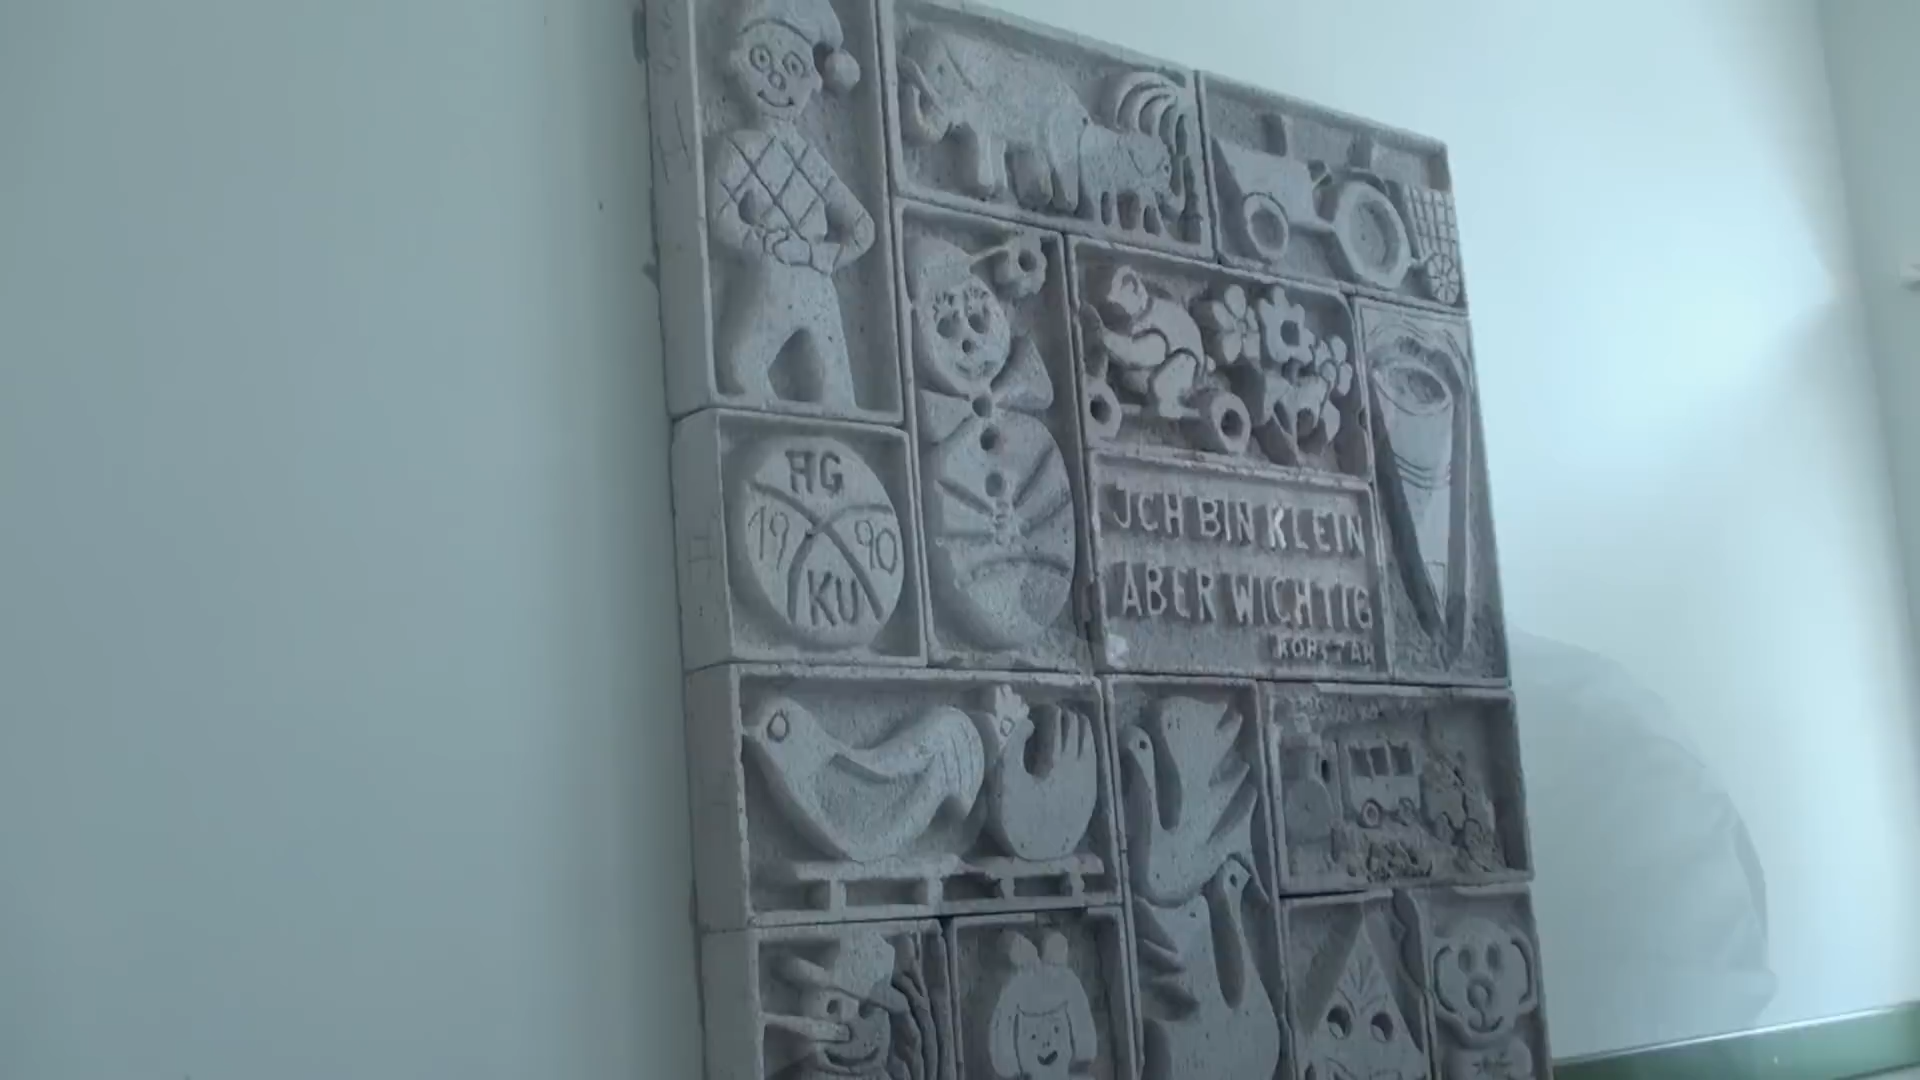 HG
19 90
KU
JCH BIN KLEIN
ABER WICHTIG